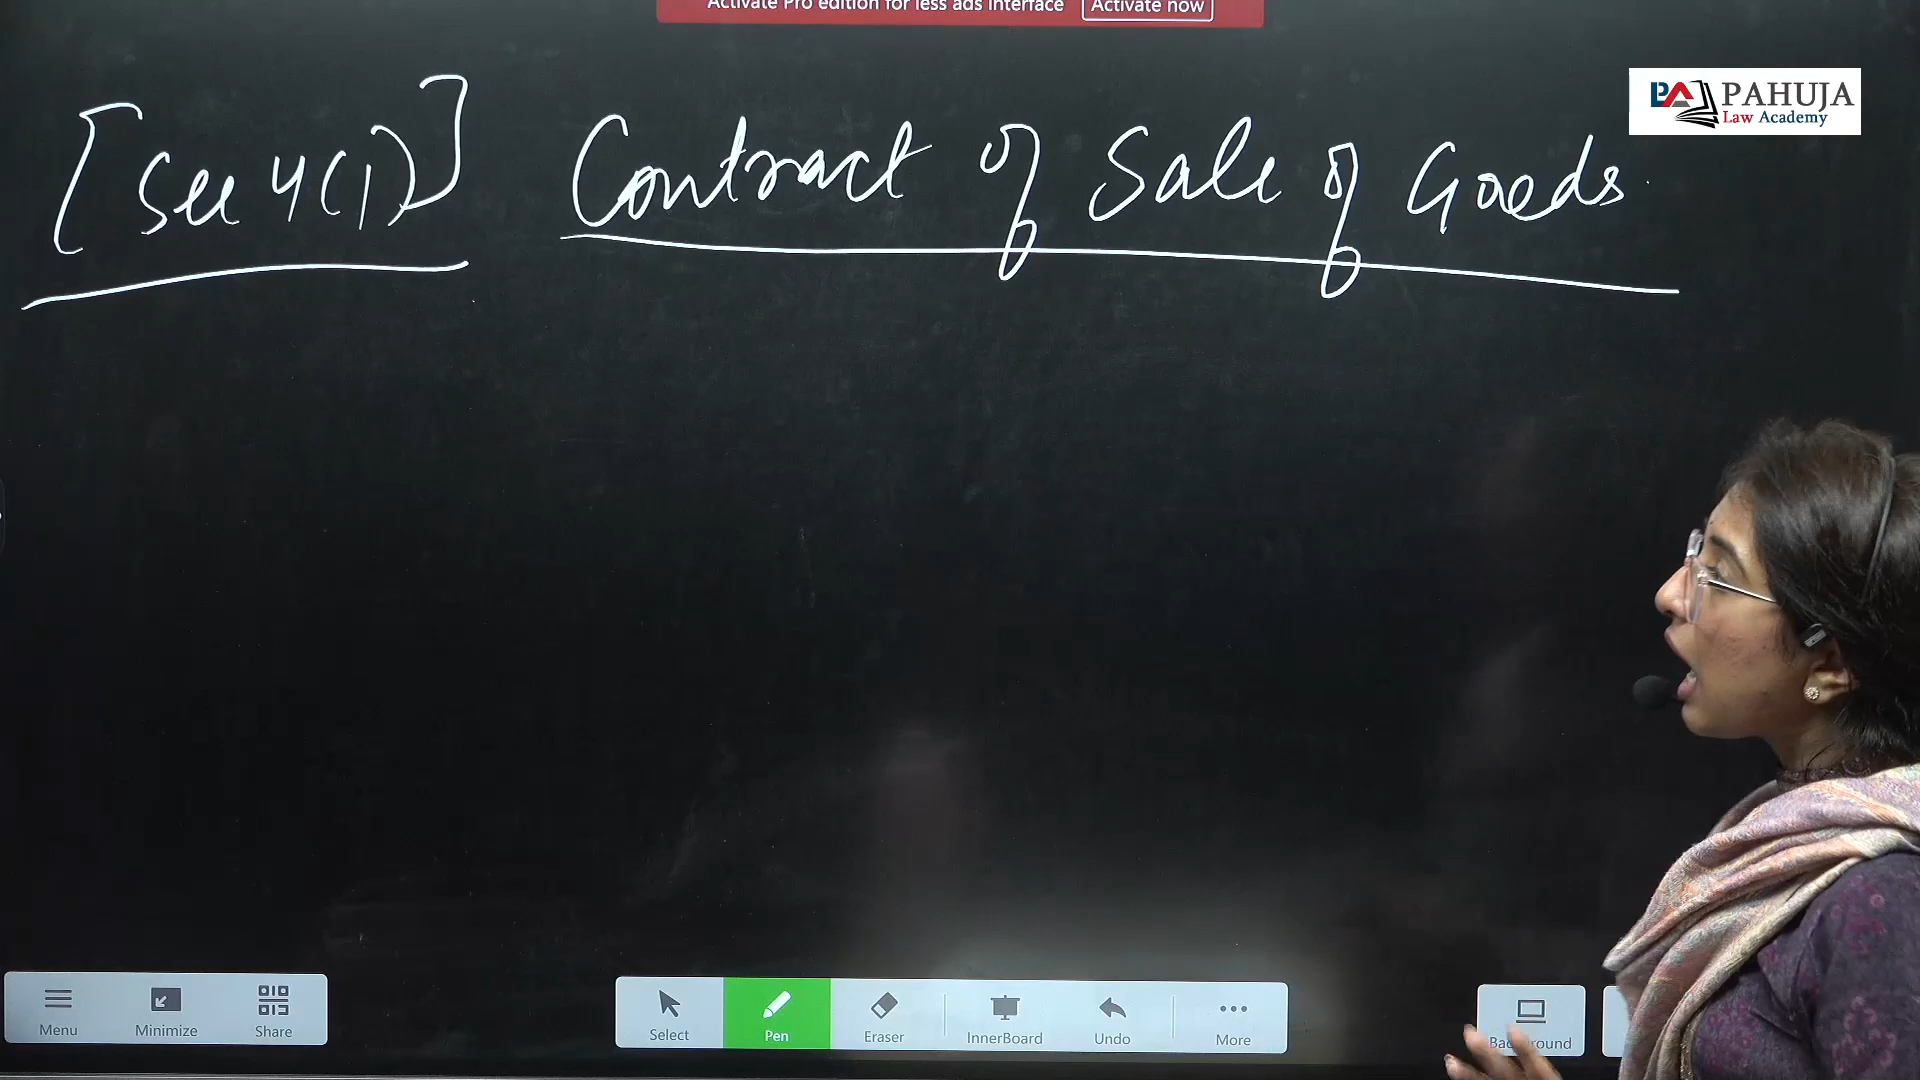 Activate Pro edition for less ads interface Activate now
PAHUJA
Law Academy
[Sec 4(1)] Contract of Sale of Goods
Menu Minimize Share Select Pen Eraser InnerBoard Undo More Background